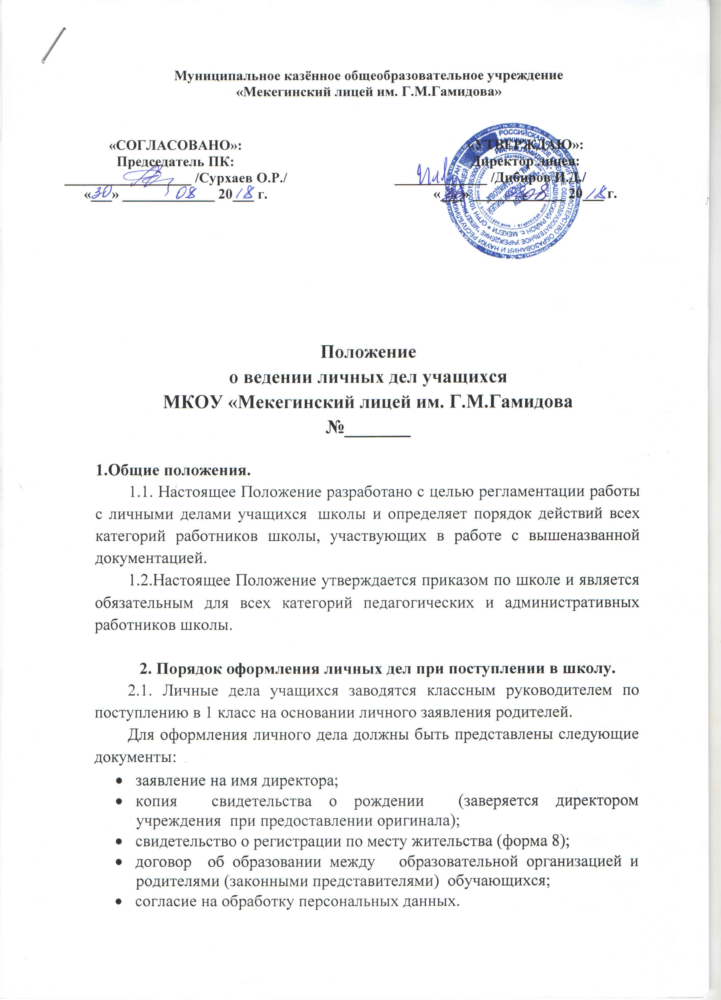 Муниципальное казённое общеобразовательное учреждение
«Мекегинский лицей им. Г.М.Гамидова»
«СОГЛАСОВАНО»:
Председатель ПК:
/Сурхаев О.Р./
«30» 08 2018 г.
«УТВЕРЖДАЮ»:
Директор лицея:
/Дибиров И.Д./
«30» 08 2018 г.
Положение
о ведении личных дел учащихся
МКОУ «Мекегинский лицей им. Г.М.Гамидова
№_______
1.Общие положения.
1.1. Настоящее Положение разработано с целью регламентации работы
с личными делами учащихся школы и определяет порядок действий всех
категорий работников школы, участвующих в работе с вышеназванной
документацией.
1.2.Настоящее Положение утверждается приказом по школе и является
обязательным для всех категорий педагогических и административных
работников школы.
2. Порядок оформления личных дел при поступлении в школу.
2.1. Личные дела учащихся заводятся классным руководителем по
поступлению в 1 класс на основании личного заявления родителей.
Для оформления личного дела должны быть представлены следующие
документы:
• заявление на имя директора;
• копия свидетельства о рождении (заверяется директором
учреждения при предоставлении оригинала);
• свидетельство о регистрации по месту жительства (форма 8);
• договор об образовании между образовательной организацией и
родителями (законными представителями) обучающихся;
• согласие на обработку персональных данных.